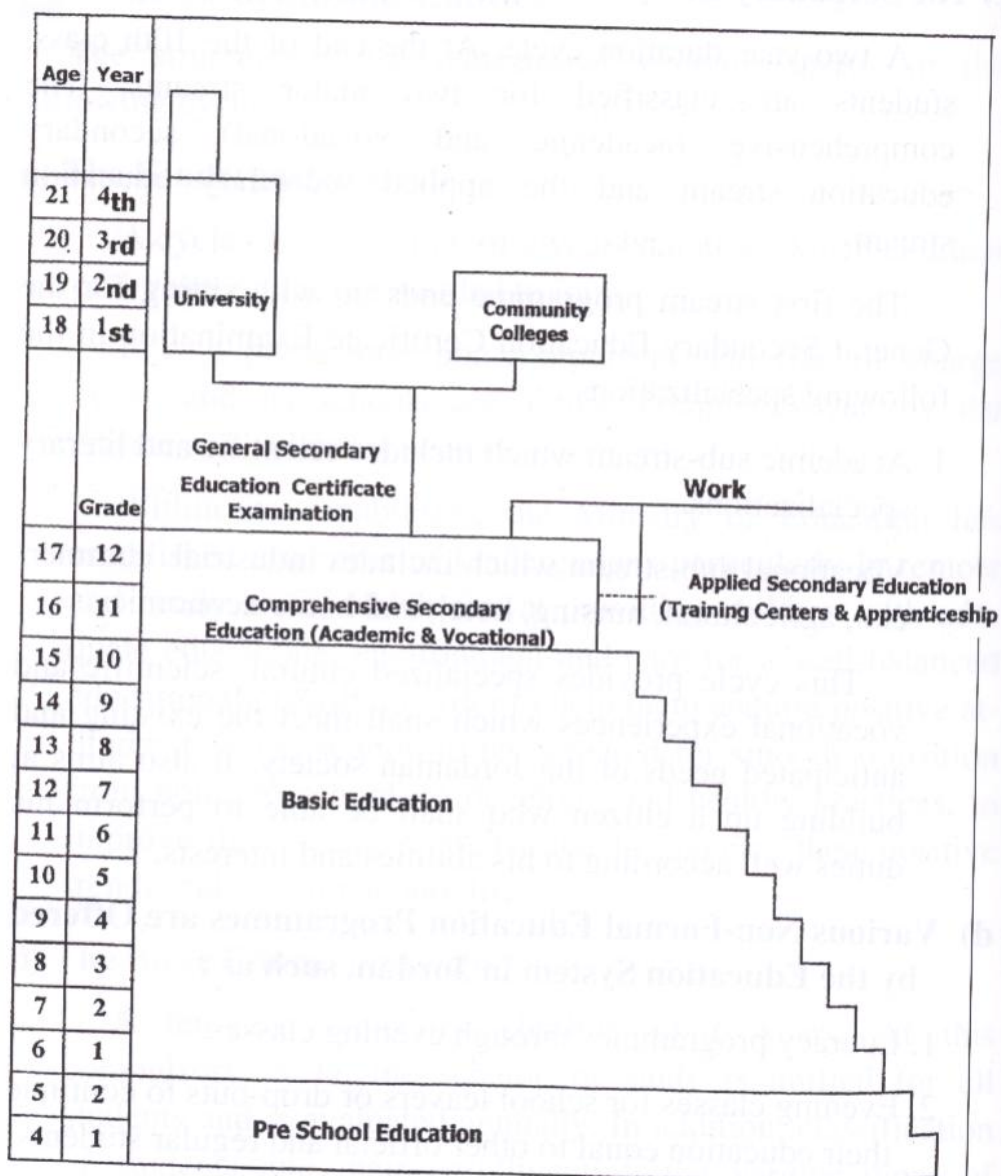 Age Year
21 4th
20 3rd
19 2nd
18 1st
University
Community
Colleges
General Secondary
Education Certificate
Examination
Work
Grade
17 12
16 11
Comprehensive Secondary
Education (Academic & Vocational)
Applied Secondary Education
(Training Centers & Apprenticeship
15 10
14 9
13 8
12 7
Basic Education
11 6
10 5
9 4
8 3
7 2
6 1
5 2
4 1
Pre School Education